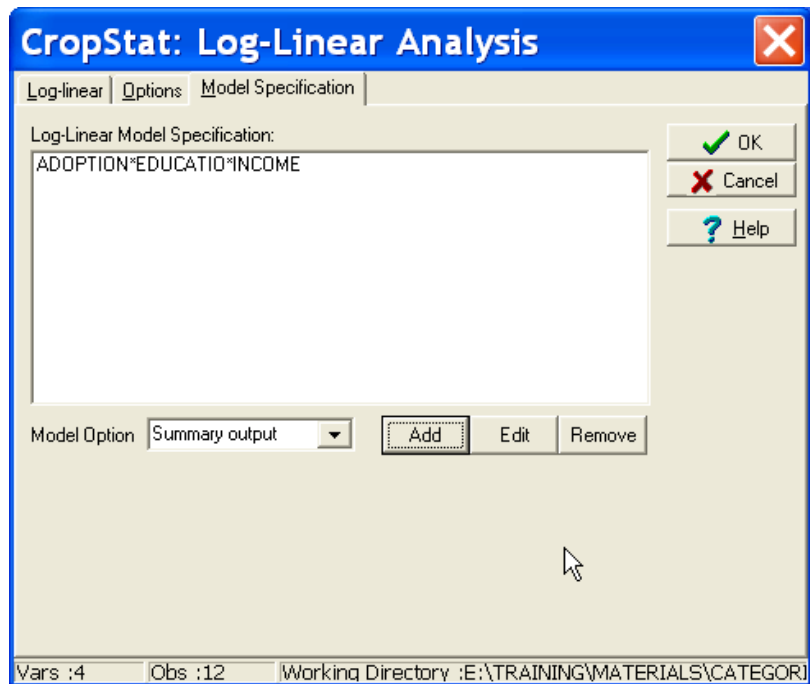 CropStat: Log-Linear Analysis
Log-linear Options Model Specification
Log-Linear Model Specification:
ADOPTION*EDUCATIO*INCOME
OK
Cancel
Help
Model Option Summary output Add Edit Remove
Vars :4 Obs :12 Working Directory :E:\TRAINING\MATERIALS\CATEGORI